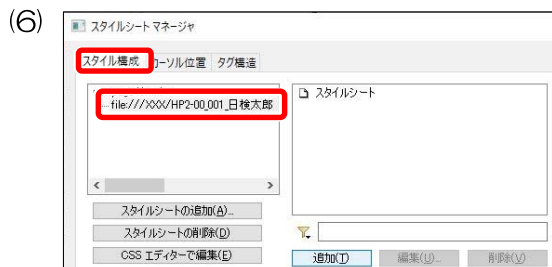 (6)
スタイルシートマネージャ
スタイル構成 カーソル位置 タグ構造
file:///XXX/HP2-00_001_日検太郎
スタイルシート
スタイルシートの追加(A)...
スタイルシートの削除(D)
CSS エディターで編集(E)
追加(T) 編集(U)... 削除(V)